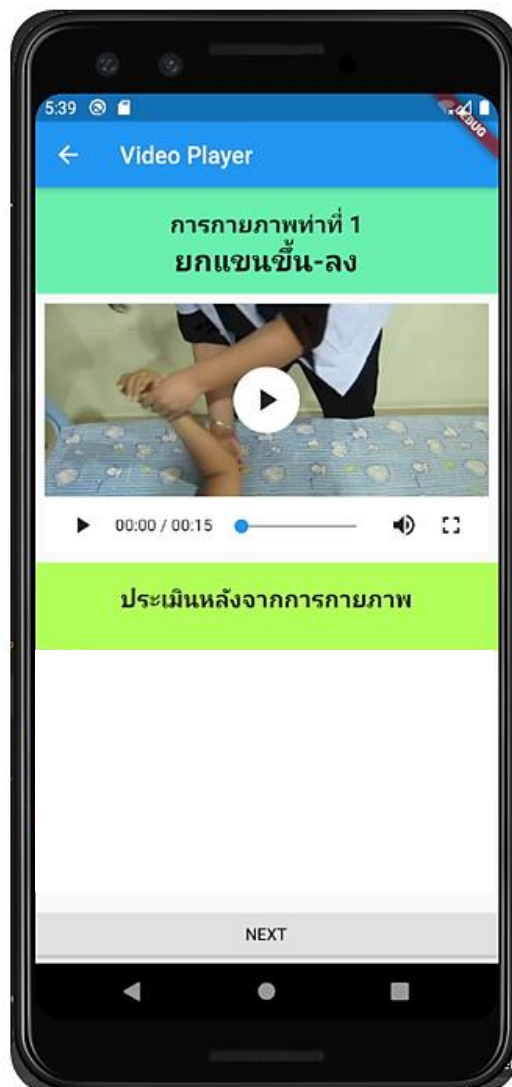 5:39
DEBUG
Video Player
การกายภาพท่าที่ 1
ยกแขนขึ้น-ลง
00:00 / 00:15
ประเมินหลังจากการกายภาพ
NEXT